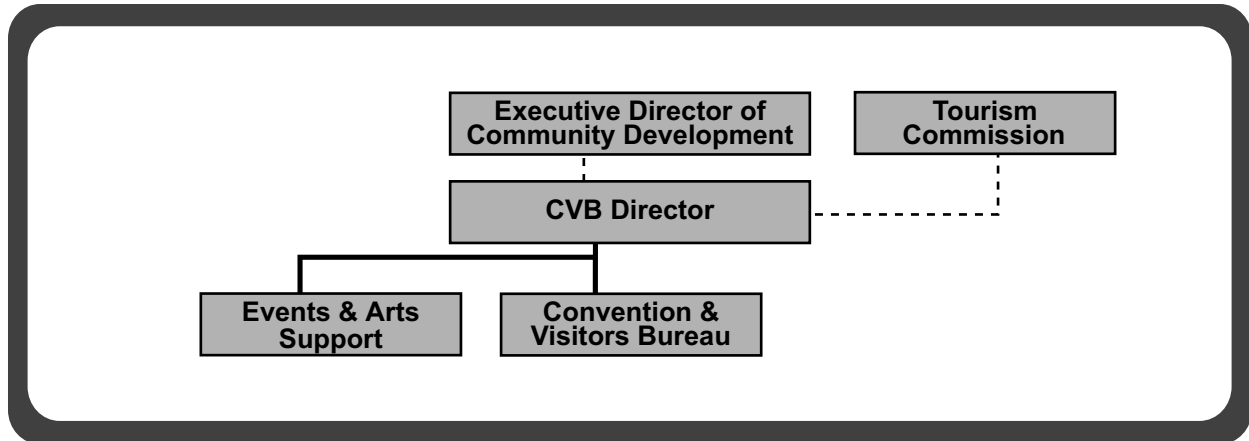 Executive Director of
Community Development
Tourism
Commission
CVB Director
Events & Arts
Support
Convention &
Visitors Bureau